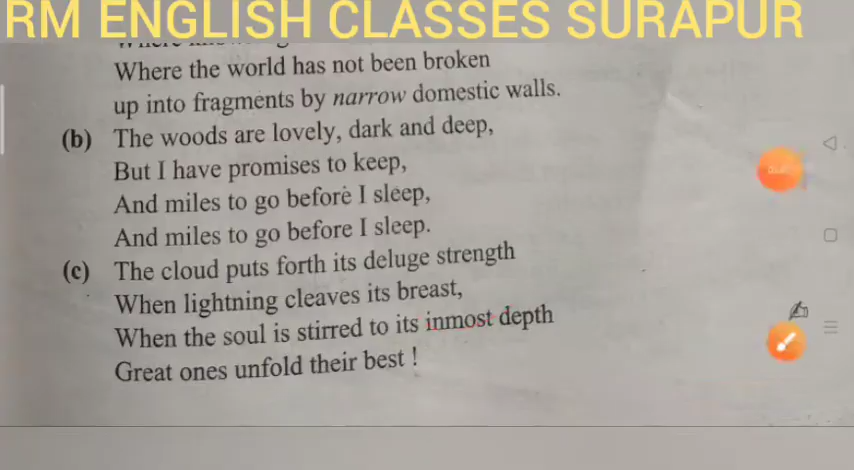 RM ENGLISH CLASSES SURAPUR
Where the world has not been broken
up into fragments by narrow domestic walls.
(b) The woods are lovely, dark and deep,
But I have promises to keep,
And miles to go before I sleep,
And miles to go before I sleep.
(c) The cloud puts forth its deluge strength
When lightning cleaves its breast,
When the soul is stirred to its inmost depth
Great ones unfold their best !